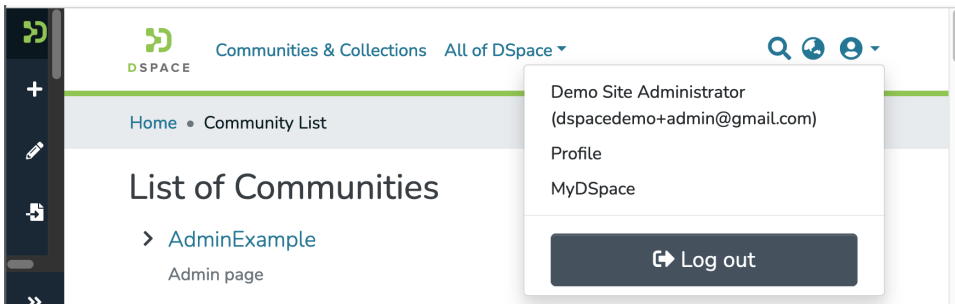 DSPACE
Communities & Collections All of DSpace
Demo Site Administrator
(dspacedemo+admin@gmail.com)
Profile
MyDSpace
Log out
Home • Community List
List of Communities
AdminExample
Admin page